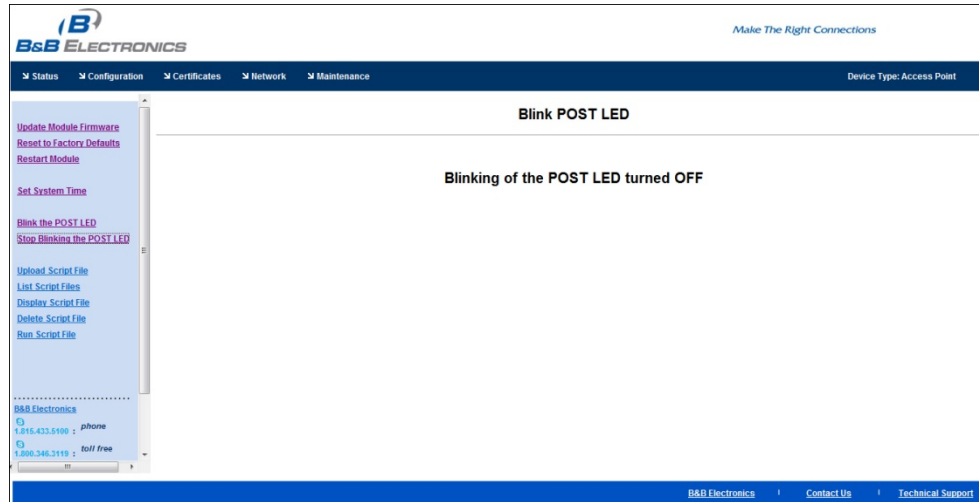 B&B ELECTRONICS
Make The Right Connections
Status Configuration Certificates Network Maintenance Device Type: Access Point
Blink POST LED
Blinking of the POST LED turned OFF
Update Module Firmware
Reset to Factory Defaults
Restart Module
Set System Time
Blink the POST LED
Stop Blinking the POST LED
Upload Script File
List Script Files
Display Script File
Delete Script File
Run Script File
B&B Electronics
1.815.433.5100 : phone
1.800.346.3119 : toll free
B&B Electronics | Contact Us | Technical Support